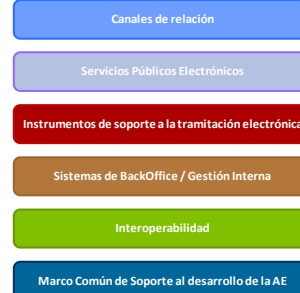 Canales de relación
Servicios Públicos Electrónicos
Instrumentos de soporte a la tramitación electrónica
Sistemas de BackOffice / Gestión Interna
Interoperabilidad
Marco Común de Soporte al desarrollo de la AE